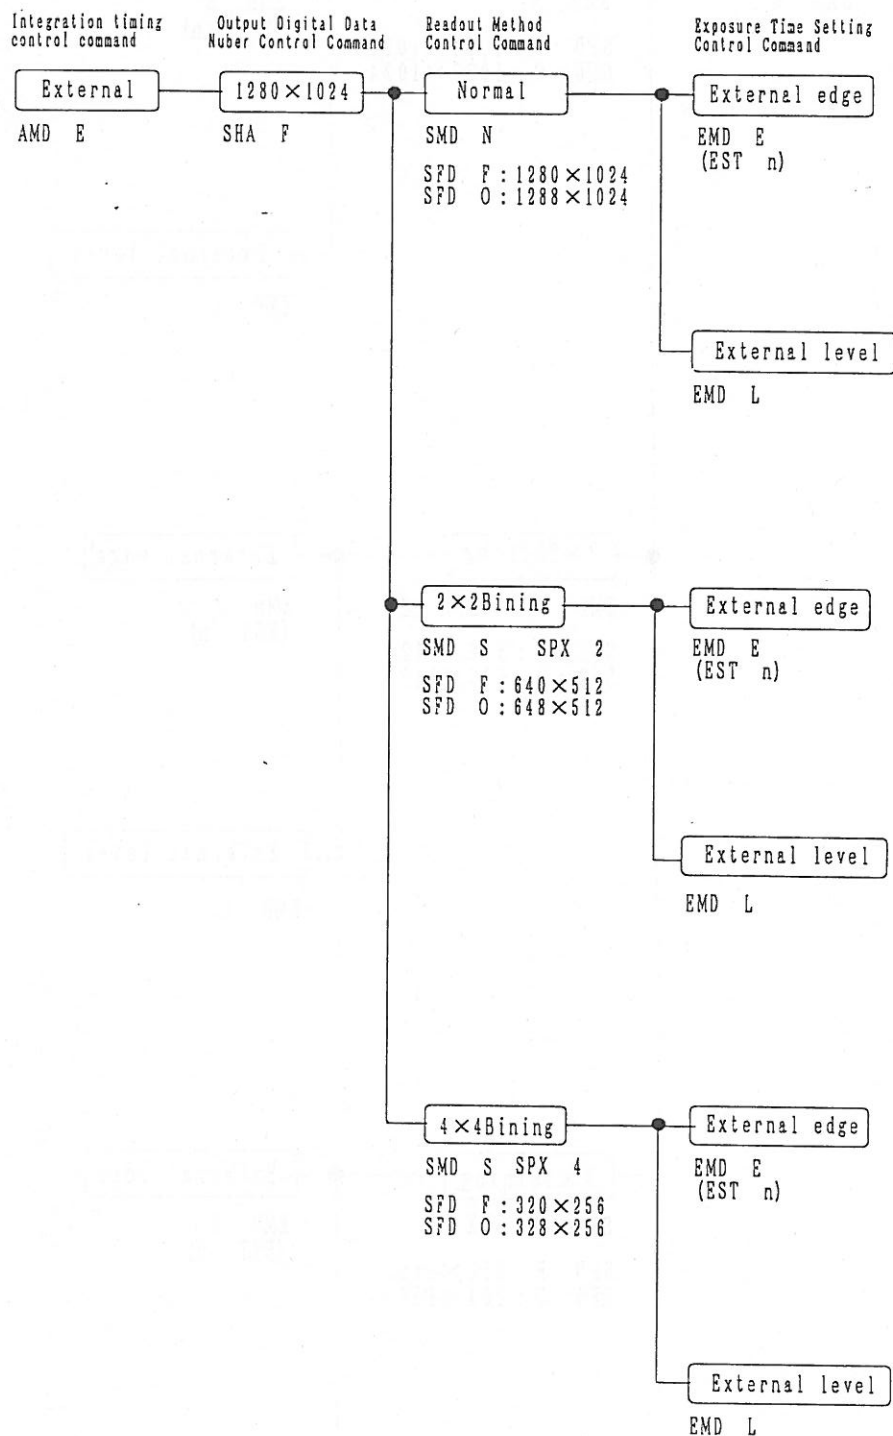 Integration timing
control command
Output Digital Data
Nuber Control Command
Readout Method
Control Command
Exposure Time Setting
Control Command
External
AMD E
1280×1024
SHA F
Normal
SMD N
SFD F:1280×1024
SFD O:1288×1024
External edge
EMD E
(EST n)
External level
EMD L
2×2Bining
SMD S SPX 2
SFD F:640×512
SFD O:648×512
External edge
EMD E
(EST n)
External level
EMD L
4×4Bining
SMD S SPX 4
SFD F:320×256
SFD O:328×256
External edge
EMD E
(EST n)
External level
EMD L